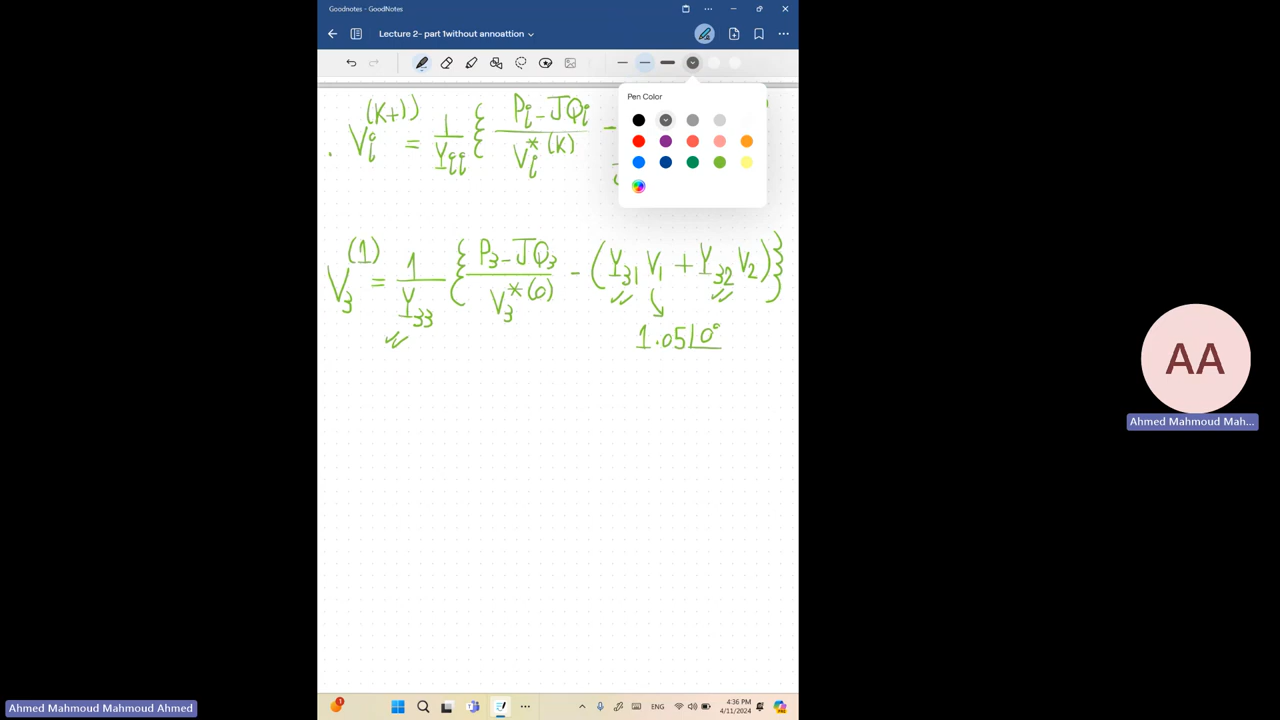 Goodnotes - GoodNotes
Lecture 2- part 1without annoattion
Pen Color
V_i^(K+1) = 1/Y_ii { (P_i - JQ_i) / V_i^*(K) -
V_3^(1) = 1/Y_33 { (P_3 - JQ_3) / V_3^*(0) - (Y_31 V_1 + Y_32 V_2) }
1.05∠0°
AA
Ahmed Mahmoud Mah...
Ahmed Mahmoud Mahmoud Ahmed
1
ENG
4:36 PM
4/11/2024